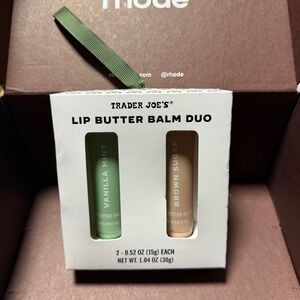 rhode
@rhode
TRADER JOE'S®
LIP BUTTER BALM DUO
VANILLA MINT
BROWN SUGAR
2 - 0.52 OZ (15g) EACH
NET WT. 1.04 OZ (30g)